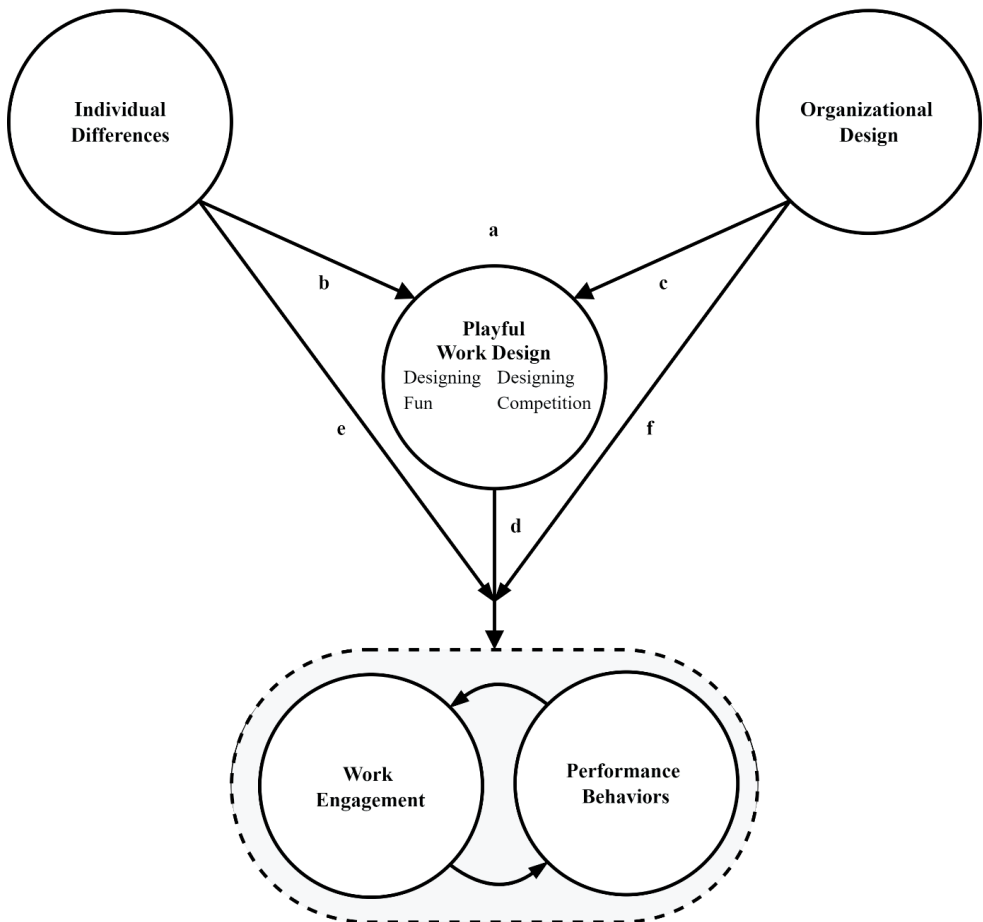 Individual
Differences
Organizational
Design
a
b
c
Playful
Work Design
Designing Designing
Fun Competition
e
f
d
Work
Engagement
Performance
Behaviors